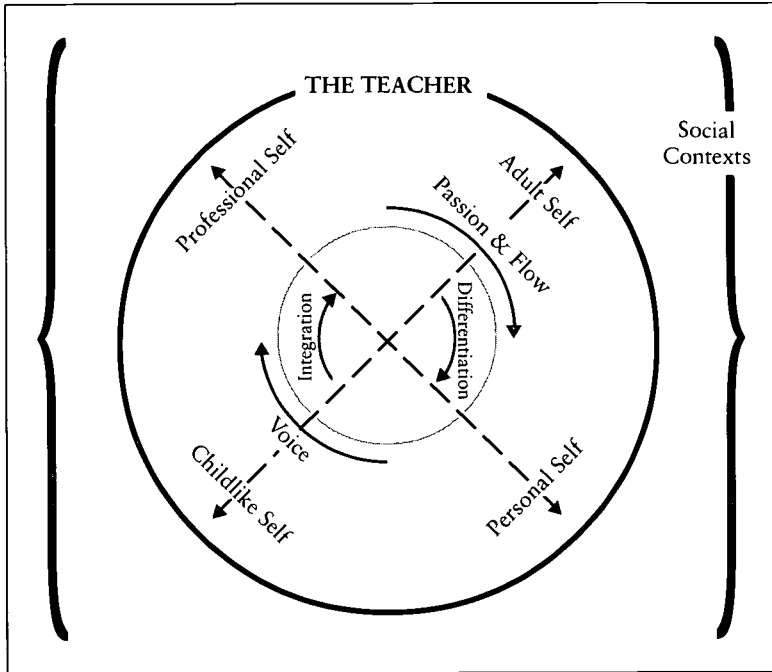 THE TEACHER
Social
Contexts
Professional Self
Adult Self
Passion & Flow
Integration
Differentiation
Voice
Childlike Self
Personal Self